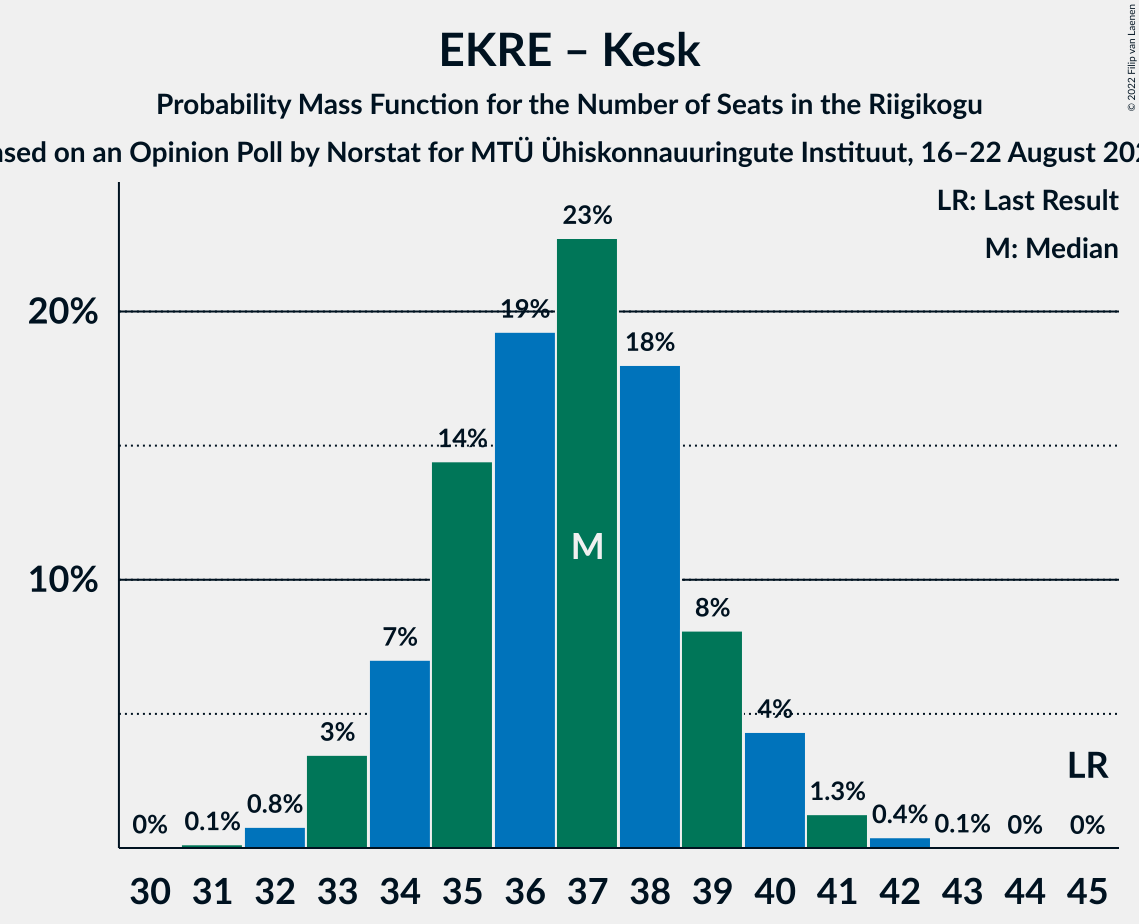 EKRE – Kesk
Probability Mass Function for the Number of Seats in the Riigikogu
on an Opinion Poll by Norstat for MTÜ Ühiskonnauuringute Instituut, 16–22 August
© 2022 Filip van Laenen
LR: Last Result
M: Median
20%
10%
0% 0.1% 0.8% 3% 7% 14% 19% 23% 18% 8% 4% 1.3% 0.4% 0.1% 0% 0%
M
LR
30 31 32 33 34 35 36 37 38 39 40 41 42 43 44 45